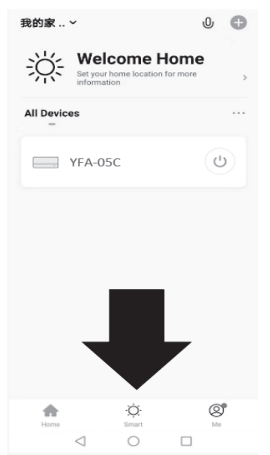 我的家 ..
Welcome Home
Set your home location for more
information
All Devices
...
YFA-05C
Home Smart Me